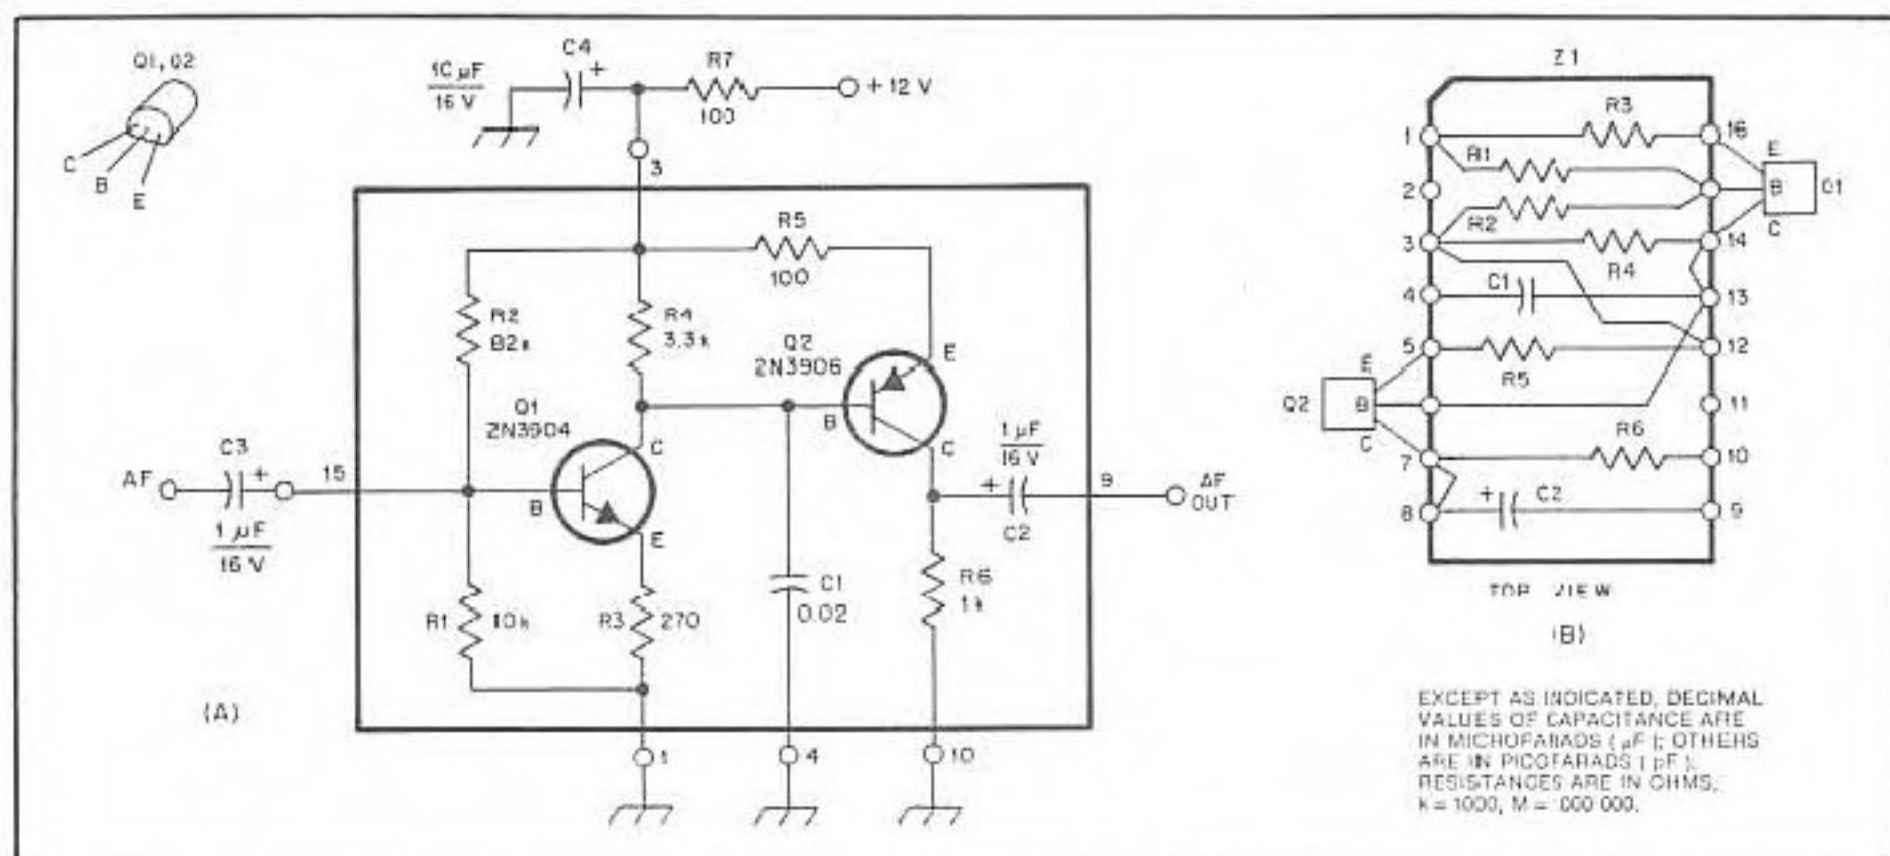 Q1, Q2
C
B
E
C4
10 µF
16 V
+
R7
100
+ 12 V
3
R5
100
R2
82k
R4
3.3k
Q2
2N3906
E
B
C
Q1
2N3904
C
B
E
C3
AF
+
15
1 µF
16 V
1 µF
16 V
+
C2
9
AF
OUT
R1
10k
R3
270
C1
0.02
R6
1k
(A)
1
4
10
Z1
R3
1
16
R1
E
2
B
Q1
R2
C
3
14
R4
4
C1
13
5
12
E
R5
Q2
B
11
C
R6
7
10
+
C2
8
9
TOP VIEW
(B)
EXCEPT AS INDICATED, DECIMAL
VALUES OF CAPACITANCE ARE
IN MICROFARADS ( µF ); OTHERS
ARE IN PICOFARADS ( pF );
RESISTANCES ARE IN OHMS,
k = 1000, M = 000 000.